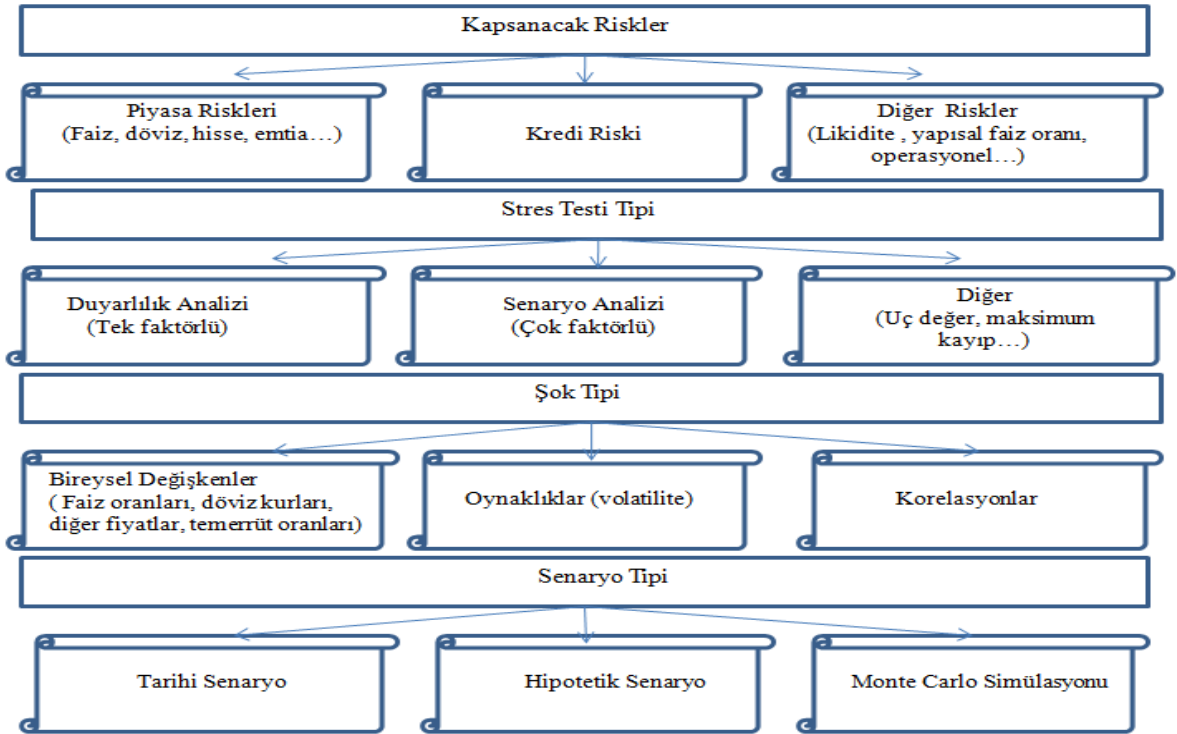 Kapsanacak Riskler
Piyasa Riskleri
(Faiz, döviz, hisse, emtia…)
Kredi Riski
Diğer Riskler
(Likidite , yapısal faiz oranı,
operasyonel…)
Stres Testi Tipi
Duyarlılık Analizi
(Tek faktörlü)
Senaryo Analizi
(Çok faktörlü)
Diğer
(Uç değer, maksimum
kayıp…)
Şok Tipi
Bireysel Değişkenler
( Faiz oranları, döviz kurları,
diğer fiyatlar, temerrüt oranları)
Oynaklıklar (volatilite)
Korelasyonlar
Senaryo Tipi
Tarihi Senaryo
Hipotetik Senaryo
Monte Carlo Simülasyonu